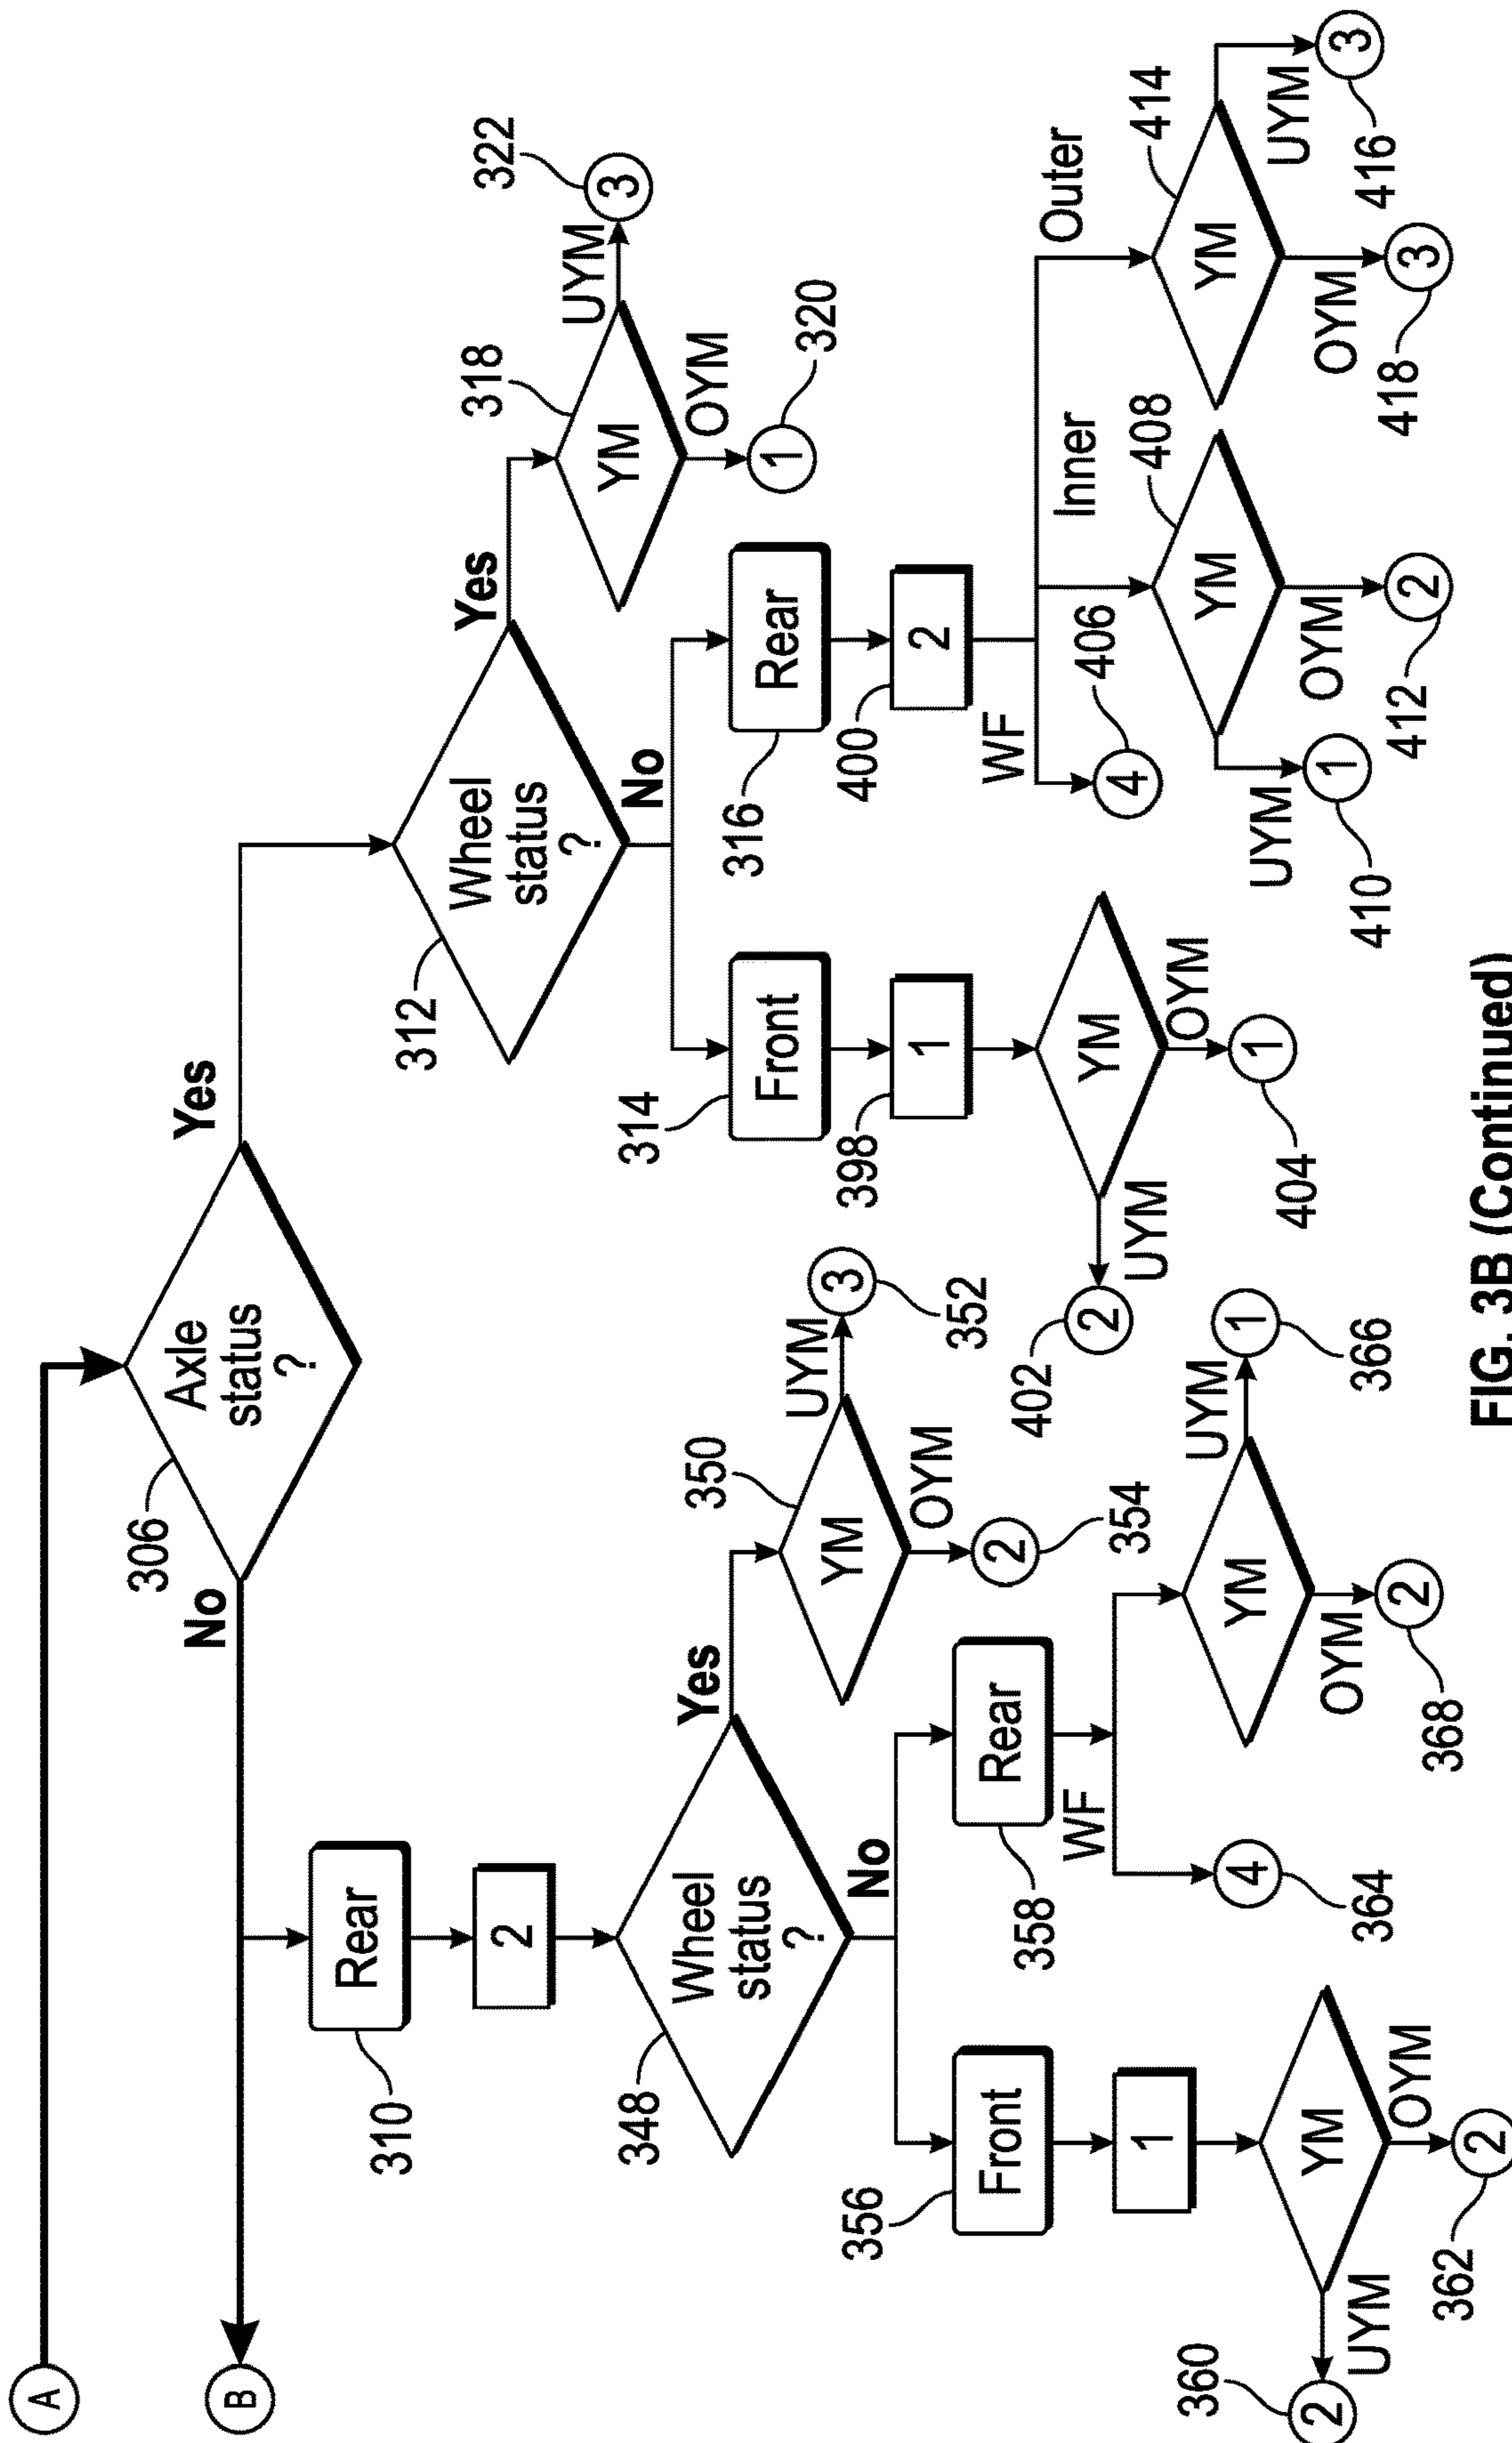 A
B
Axle
status
?
306
Yes
No
Rear
310
2
Wheel
status
?
348
Yes
No
YM
350
UYM
3
352
OYM
2
354
Front
356
1
YM
UYM
2
360
OYM
2
362
Rear
358
WF
4
364
YM
UYM
1
366
OYM
2
368
Wheel
status
?
312
Yes
No
YM
318
UYM
3
322
OYM
1
320
Front
314
1
398
YM
UYM
2
402
OYM
1
404
Rear
316
2
400
WF
4
406
Inner
YM
408
UYM
1
410
OYM
2
412
Outer
YM
414
UYM
3
416
OYM
3
418
FIG. 3B (Continued)